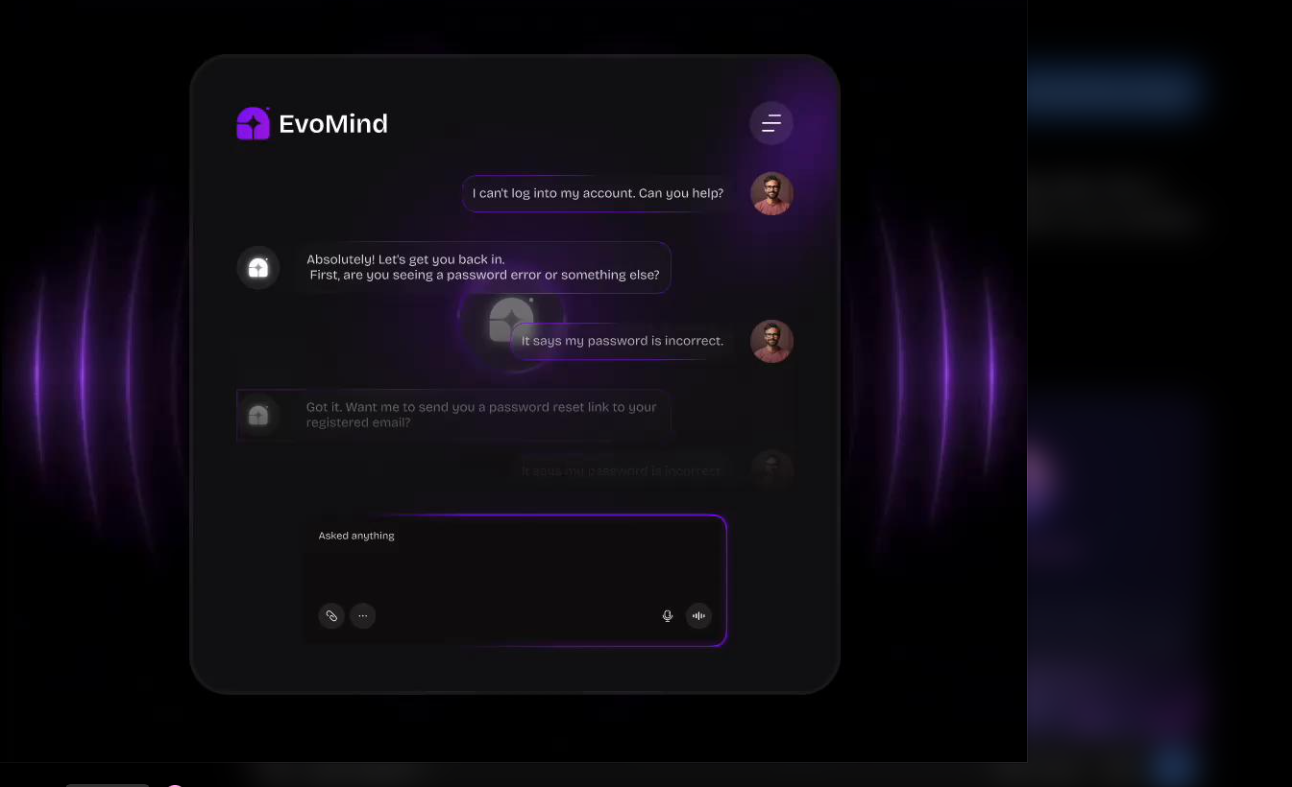 EvoMind
I can't log into my account. Can you help?
Absolutely! Let's get you back in.
First, are you seeing a password error or something else?
It says my password is incorrect.
Got it. Want me to send you a password reset link to your
registered email?
It says my password is incorrect.
Asked anything